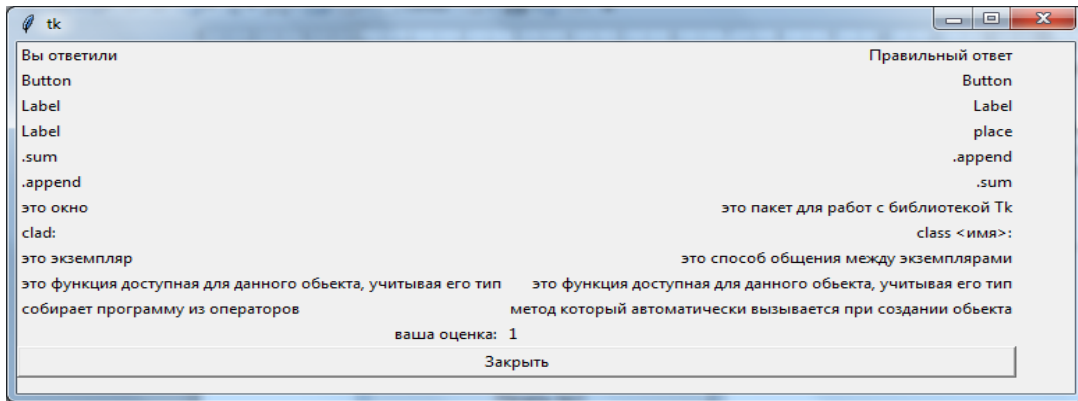 tk
Вы ответили Правильный ответ
Button Button
Label Label
Label place
.sum .append
.append .sum
это окно это пакет для работ с библиотекой Tk
clad: class <имя>:
это экземпляр это способ общения между экземплярами
это функция доступная для данного обьекта, учитывая его тип это функция доступная для данного обьекта, учитывая его тип
собирает программу из операторов метод который автоматически вызывается при создании обьекта
ваша оценка: 1
Закрыть